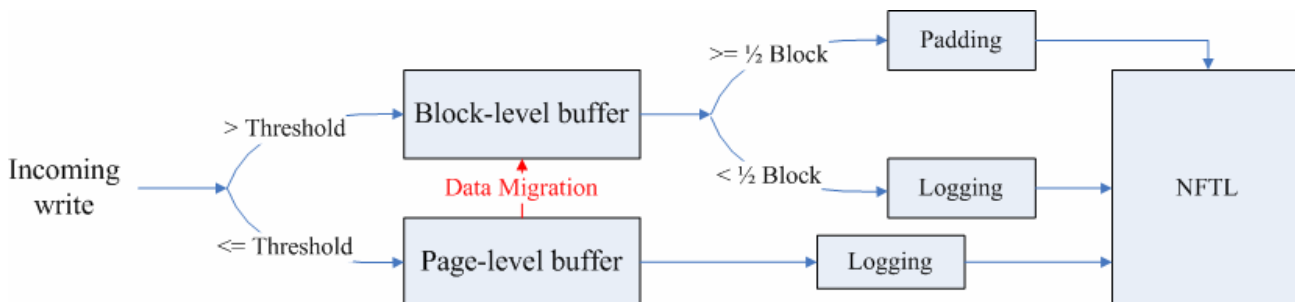 Padding
>= ½ Block
Block-level buffer
> Threshold
Incoming
write
Data Migration
< ½ Block
Logging
NFTL
<= Threshold
Page-level buffer
Logging